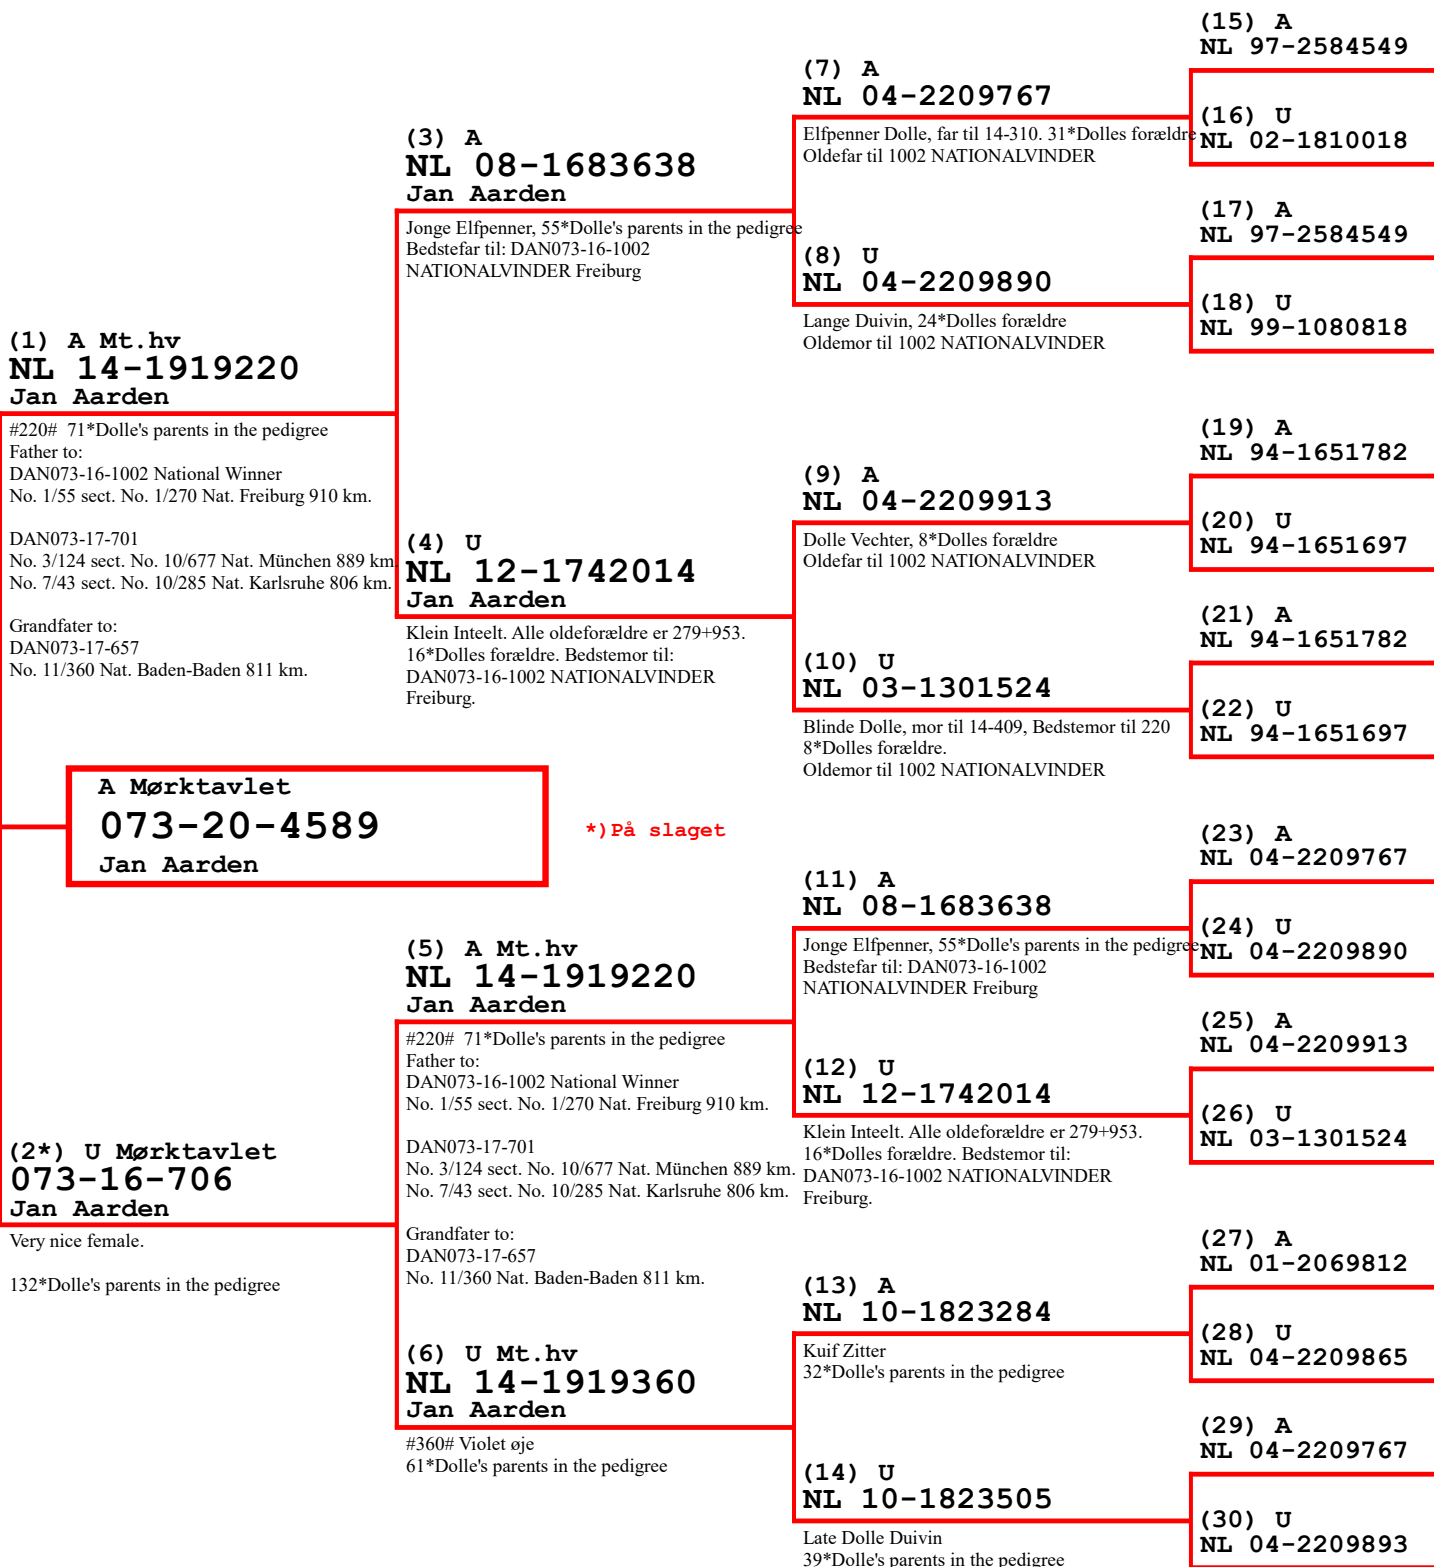 (1) A Mt.hv
NL 14-1919220
Jan Aarden
#220# 71*Dolle's parents in the pedigree
Father to:
DAN073-16-1002 National Winner
No. 1/55 sect. No. 1/270 Nat. Freiburg 910 km.
DAN073-17-701
No. 3/124 sect. No. 10/677 Nat. München 889 km.
No. 7/43 sect. No. 10/285 Nat. Karlsruhe 806 km.
Grandfater to:
DAN073-17-657
No. 11/360 Nat. Baden-Baden 811 km.
A Mørktavlet
073-20-4589
Jan Aarden
*)På slaget
(2*) U Mørktavlet
073-16-706
Jan Aarden
Very nice female.
132*Dolle's parents in the pedigree
(3) A
NL 08-1683638
Jan Aarden
Jonge Elfpenner, 55*Dolle's parents in the pedigree
Bedstefar til: DAN073-16-1002
NATIONALVINDER Freiburg
(4) U
NL 12-1742014
Jan Aarden
Klein Inteelt. Alle oldeforældre er 279+953.
16*Dolles forældre. Bedstemor til:
DAN073-16-1002 NATIONALVINDER
Freiburg.
(5) A Mt.hv
NL 14-1919220
Jan Aarden
#220# 71*Dolle's parents in the pedigree
Father to:
DAN073-16-1002 National Winner
No. 1/55 sect. No. 1/270 Nat. Freiburg 910 km.
DAN073-17-701
No. 3/124 sect. No. 10/677 Nat. München 889 km.
No. 7/43 sect. No. 10/285 Nat. Karlsruhe 806 km.
Grandfater to:
DAN073-17-657
No. 11/360 Nat. Baden-Baden 811 km.
(6) U Mt.hv
NL 14-1919360
Jan Aarden
#360# Violet øje
61*Dolle's parents in the pedigree
(7) A
NL 04-2209767
Elfpenner Dolle, far til 14-310. 31*Dolles forældre
Oldefar til 1002 NATIONALVINDER
(8) U
NL 04-2209890
Lange Duivin, 24*Dolles forældre
Oldemor til 1002 NATIONALVINDER
(9) A
NL 04-2209913
Dolle Vechter, 8*Dolles forældre
Oldefar til 1002 NATIONALVINDER
(10) U
NL 03-1301524
Blinde Dolle, mor til 14-409, Bedstemor til 220
8*Dolles forældre.
Oldemor til 1002 NATIONALVINDER
(11) A
NL 08-1683638
Jonge Elfpenner, 55*Dolle's parents in the pedigree
Bedstefar til: DAN073-16-1002
NATIONALVINDER Freiburg
(12) U
NL 12-1742014
Klein Inteelt. Alle oldeforældre er 279+953.
16*Dolles forældre. Bedstemor til:
DAN073-16-1002 NATIONALVINDER
Freiburg.
(13) A
NL 10-1823284
Kuif Zitter
32*Dolle's parents in the pedigree
(14) U
NL 10-1823505
Late Dolle Duivin
39*Dolle's parents in the pedigree
(15) A
NL 97-2584549
(16) U
NL 02-1810018
(17) A
NL 97-2584549
(18) U
NL 99-1080818
(19) A
NL 94-1651782
(20) U
NL 94-1651697
(21) A
NL 94-1651782
(22) U
NL 94-1651697
(23) A
NL 04-2209767
(24) U
NL 04-2209890
(25) A
NL 04-2209913
(26) U
NL 03-1301524
(27) A
NL 01-2069812
(28) U
NL 04-2209865
(29) A
NL 04-2209767
(30) U
NL 04-2209893